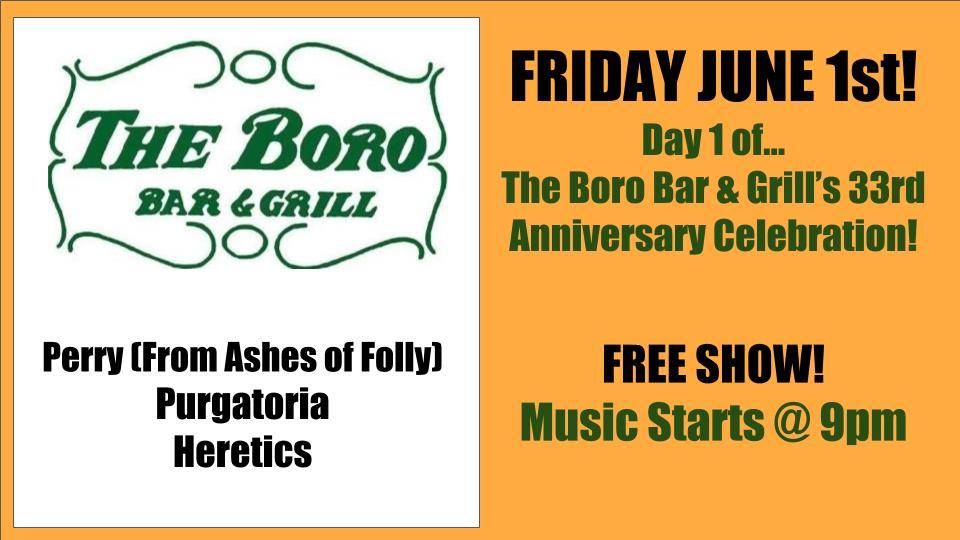 THE BORO
BAR & GRILL
Perry (From Ashes of Folly)
Purgatoria
Heretics
FRIDAY JUNE 1st!
Day 1 of...
The Boro Bar & Grill's 33rd
Anniversary Celebration!
FREE SHOW!
Music Starts @ 9pm